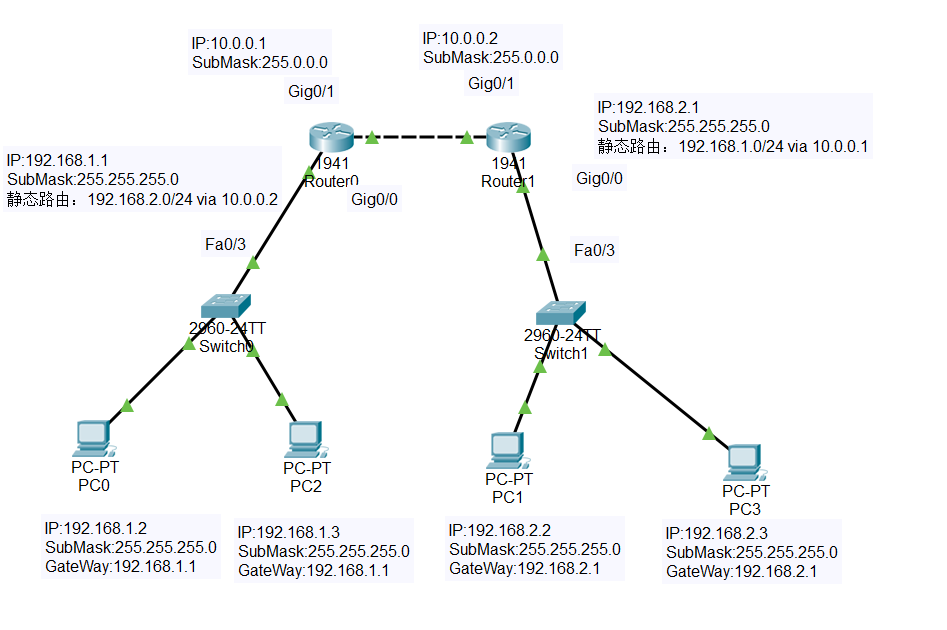 IP:10.0.0.1
SubMask:255.0.0.0
Gig0/1
IP:10.0.0.2
SubMask:255.0.0.0
Gig0/1
IP:192.168.2.1
SubMask:255.255.255.0
静态路由：192.168.1.0/24 via 10.0.0.1
IP:192.168.1.1
SubMask:255.255.255.0
静态路由：192.168.2.0/24 via 10.0.0.2
1941
Router0
Gig0/0
1941
Router1
Gig0/0
Fa0/3
Fa0/3
2960-24TT
Switch0
2960-24TT
Switch1
PC-PT
PC0
PC-PT
PC2
PC-PT
PC1
PC-PT
PC3
IP:192.168.1.2
SubMask:255.255.255.0
GateWay:192.168.1.1
IP:192.168.1.3
SubMask:255.255.255.0
GateWay:192.168.1.1
IP:192.168.2.2
SubMask:255.255.255.0
GateWay:192.168.2.1
IP:192.168.2.3
SubMask:255.255.255.0
GateWay:192.168.2.1